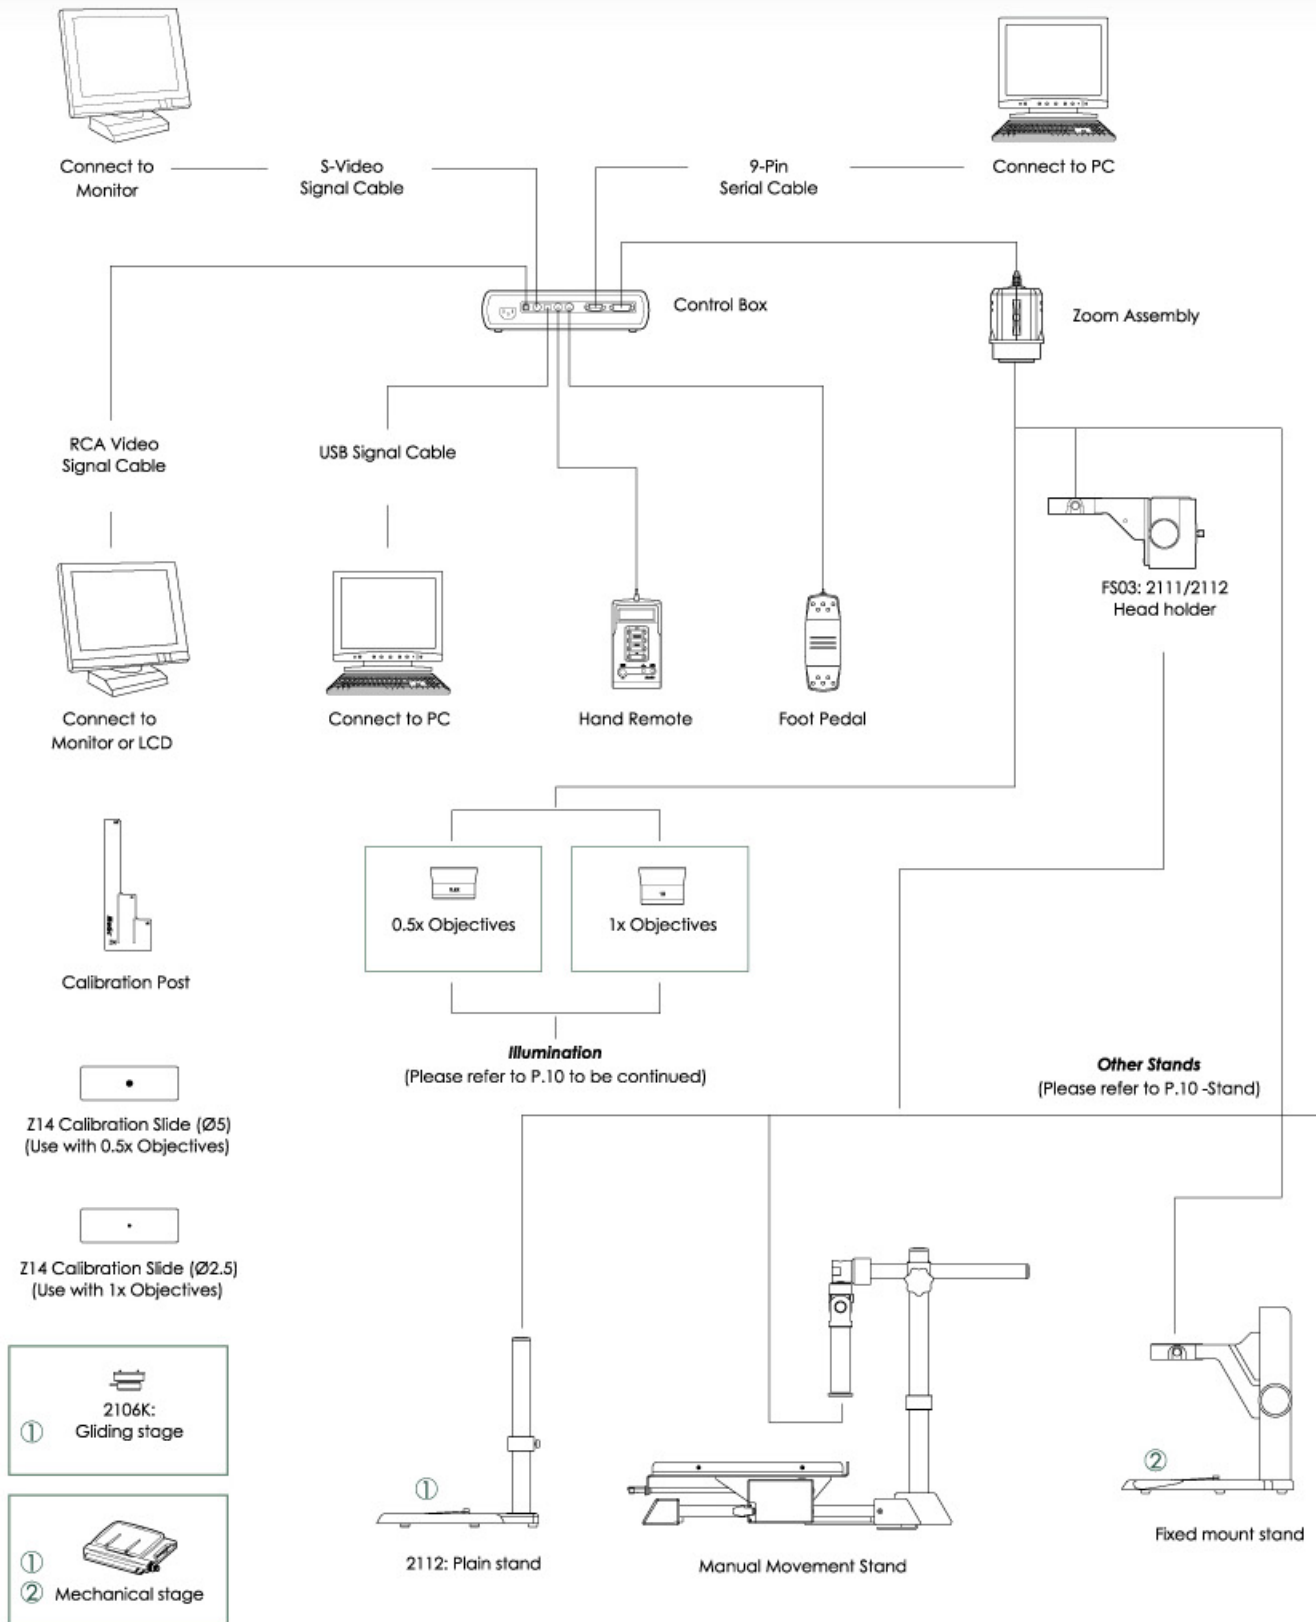 Connect to
Monitor
S-Video
Signal Cable
9-Pin
Serial Cable
Connect to PC
Control Box
Zoom Assembly
RCA Video
Signal Cable
USB Signal Cable
FS03: 2111/2112
Head holder
Connect to
Monitor or LCD
Connect to PC
Hand Remote
Foot Pedal
0.5x Objectives
1x Objectives
Calibration Post
Illumination
(Please refer to P.10 to be continued)
Other Stands
(Please refer to P.10 -Stand)
Z14 Calibration Slide (Ø5)
(Use with 0.5x Objectives)
Z14 Calibration Slide (Ø2.5)
(Use with 1x Objectives)
2106K:
① Gliding stage
①
② Mechanical stage
①
2112: Plain stand
Manual Movement Stand
②
Fixed mount stand